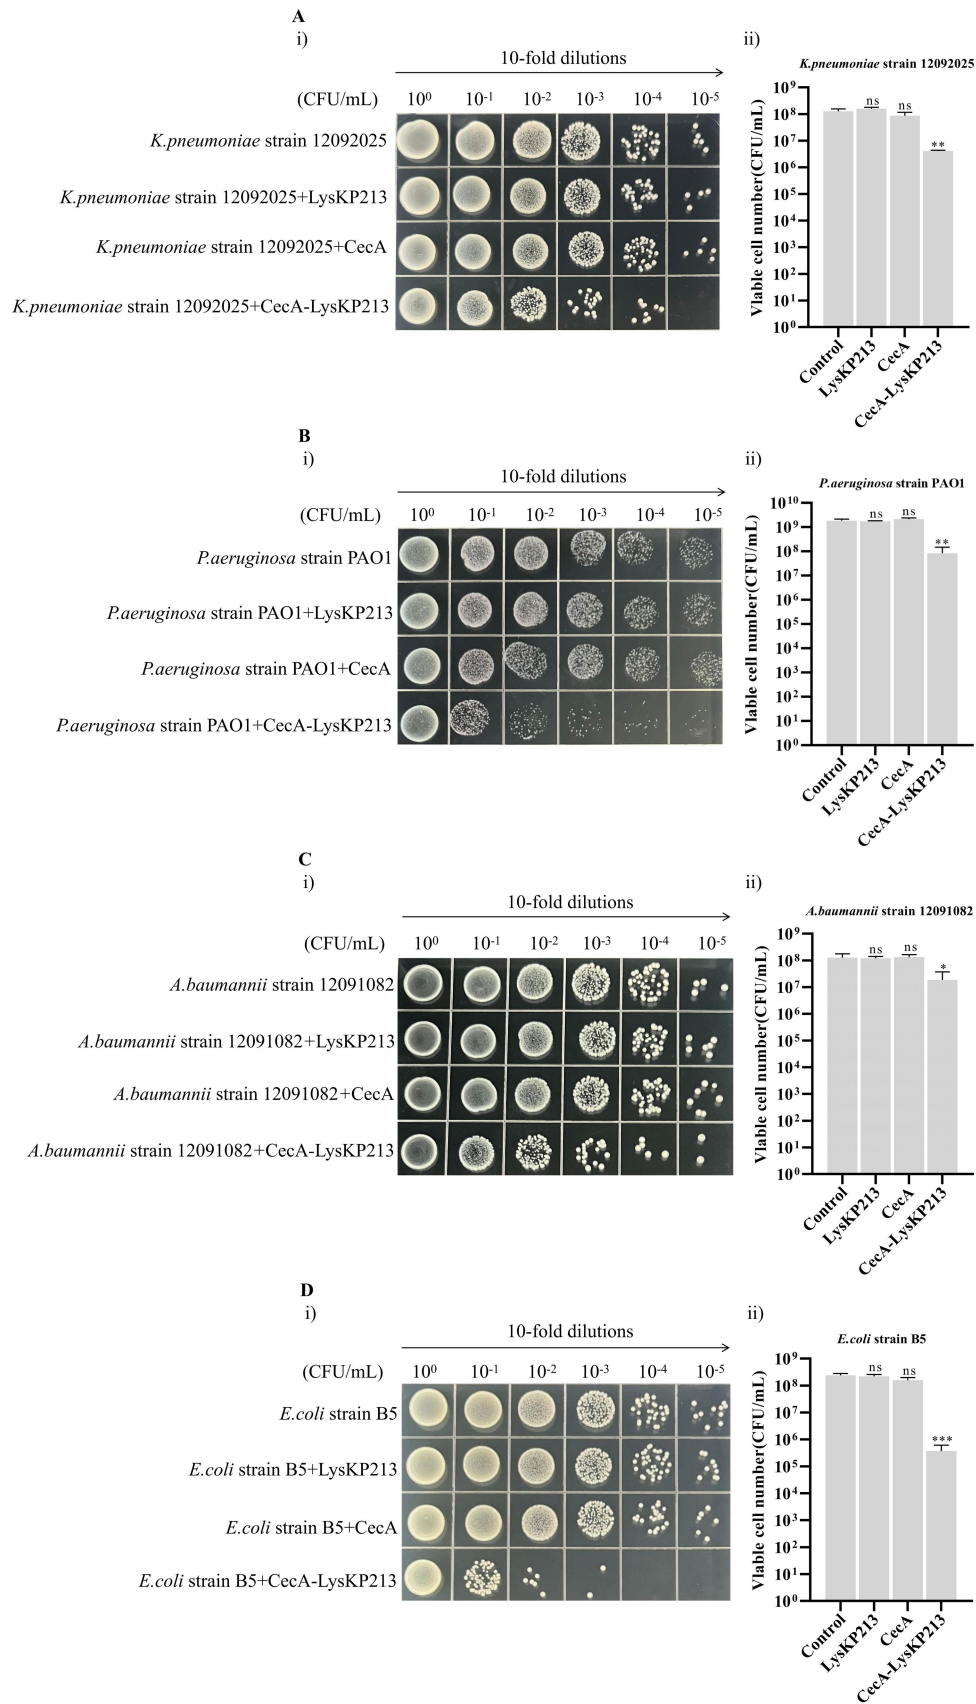 A
i)
ii)
10-fold dilutions
(CFU/mL) 10⁰ 10⁻¹ 10⁻² 10⁻³ 10⁻⁴ 10⁻⁵
K.pneumoniae strain 12092025
K.pneumoniae strain 12092025+LysKP213
K.pneumoniae strain 12092025+CecA
K.pneumoniae strain 12092025+CecA-LysKP213
K.pneumoniae strain 12092025
Vlable cell number(CFU/mL)
10⁹
10⁸
10⁷
10⁶
10⁵
10⁴
10³
10²
10¹
10⁰
ns
ns
**
Control
LysKP213
CecA
CecA-LysKP213
B
i)
ii)
10-fold dilutions
(CFU/mL) 10⁰ 10⁻¹ 10⁻² 10⁻³ 10⁻⁴ 10⁻⁵
P.aeruginosa strain PAO1
P.aeruginosa strain PAO1+LysKP213
P.aeruginosa strain PAO1+CecA
P.aeruginosa strain PAO1+CecA-LysKP213
P.aeruginosa strain PAO1
Vlable cell number(CFU/mL)
10¹⁰
10⁹
10⁸
10⁷
10⁶
10⁵
10⁴
10³
10²
10¹
10⁰
ns
ns
**
Control
LysKP213
CecA
CecA-LysKP213
C
i)
ii)
10-fold dilutions
(CFU/mL) 10⁰ 10⁻¹ 10⁻² 10⁻³ 10⁻⁴ 10⁻⁵
A.baumannii strain 12091082
A.baumannii strain 12091082+LysKP213
A.baumannii strain 12091082+CecA
A.baumannii strain 12091082+CecA-LysKP213
A.baumannii strain 12091082
Vlable cell number(CFU/mL)
10⁹
10⁸
10⁷
10⁶
10⁵
10⁴
10³
10²
10¹
10⁰
ns
ns
*
Control
LysKP213
CecA
CecA-LysKP213
D
i)
ii)
10-fold dilutions
(CFU/mL) 10⁰ 10⁻¹ 10⁻² 10⁻³ 10⁻⁴ 10⁻⁵
E.coli strain B5
E.coli strain B5+LysKP213
E.coli strain B5+CecA
E.coli strain B5+CecA-LysKP213
E.coli strain B5
Vlable cell number(CFU/mL)
10⁹
10⁸
10⁷
10⁶
10⁵
10⁴
10³
10²
10¹
10⁰
ns
ns
***
Control
LysKP213
CecA
CecA-LysKP213